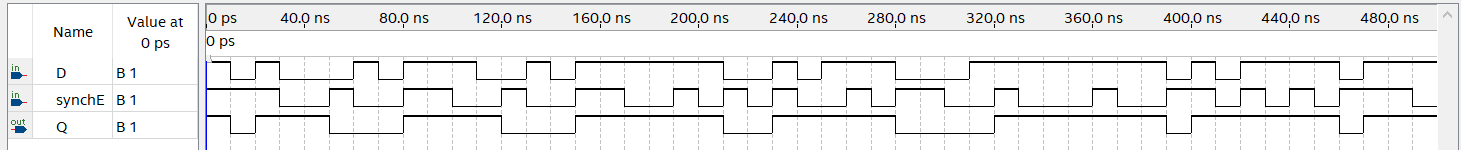 Name
Value at
0 ps
0 ps 40.0 ns 80.0 ns 120.0 ns 160.0 ns 200.0 ns 240.0 ns 280.0 ns 320.0 ns 360.0 ns 400.0 ns 440.0 ns 480.0 ns
0 ps
in D B 1
in synchE B 1
out Q B 1